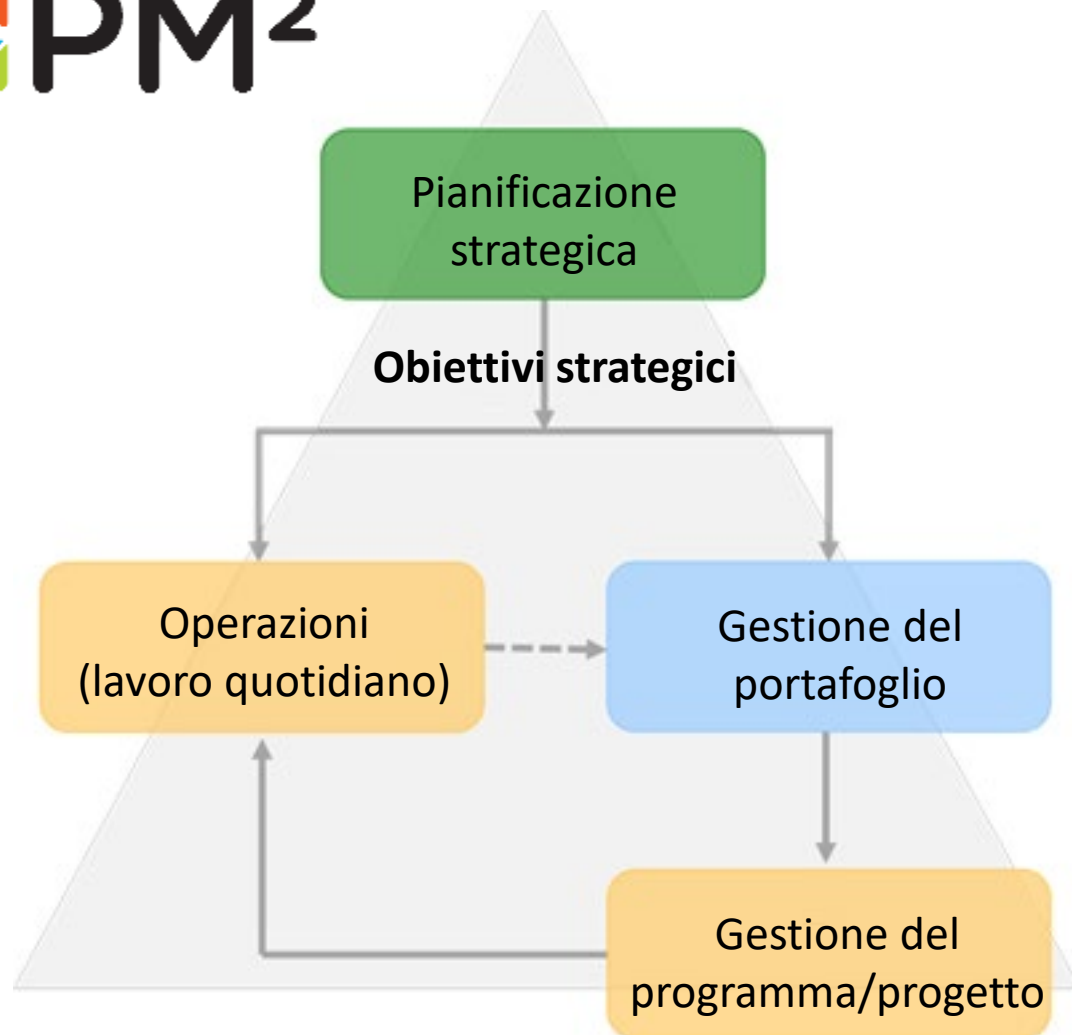 PM²
Pianificazione
strategica
Obiettivi strategici
Operazioni
(lavoro quotidiano)
Gestione del
portafoglio
Gestione del
programma/progetto